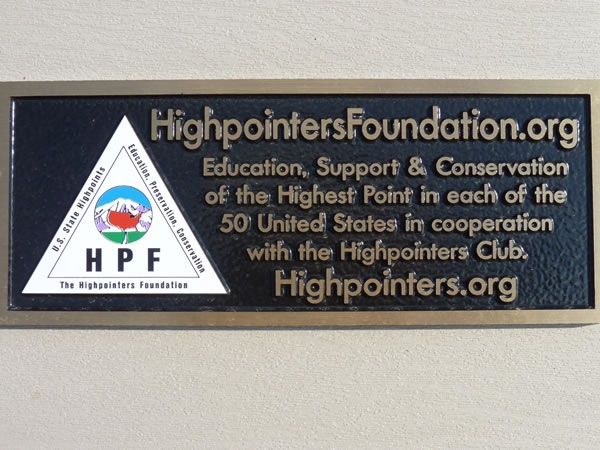 HighpointersFoundation.org
Education, Support & Conservation
of the Highest Point in each of the
50 United States in cooperation
with the Highpointers Club.
Highpointers.org
U.S. State Highpoints
Education, Preservation, Conservation
HPF
The Highpointers Foundation